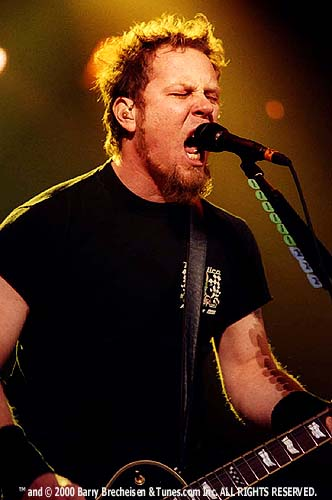 ™ and © 2000 Barry Brecheisen & Tunes.com Inc. ALL RIGHTS RESERVED.